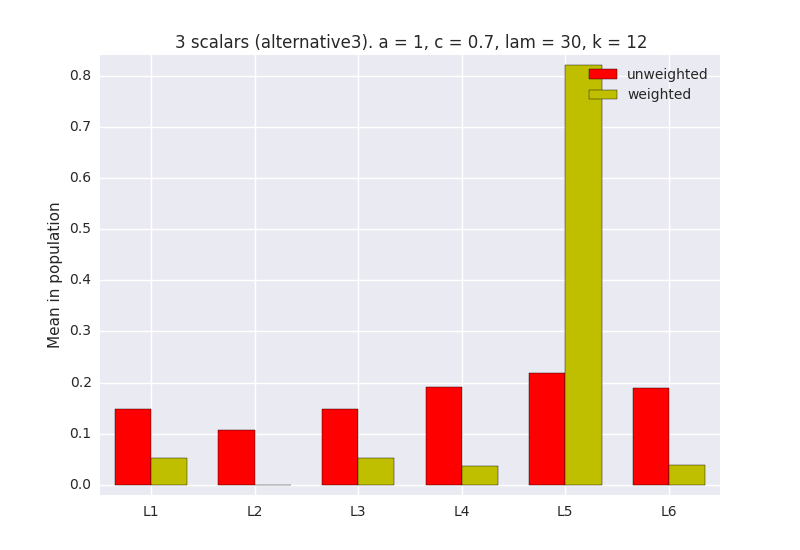 3 scalars (alternative3). a = 1, c = 0.7, lam = 30, k = 12
unweighted
weighted
Mean in population
0.8
0.7
0.6
0.5
0.4
0.3
0.2
0.1
0.0
L1 L2 L3 L4 L5 L6